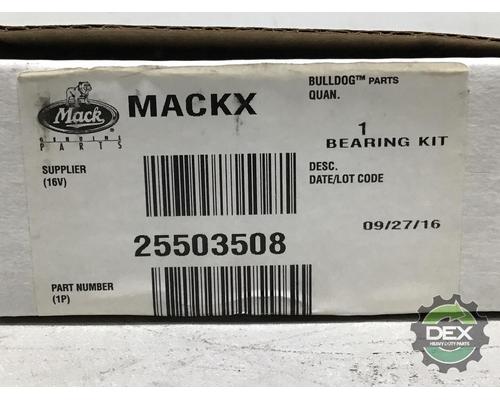 Mack
GENUINE
PARTS
MACKX
BULLDOG™ PARTS
QUAN.
1
BEARING KIT
SUPPLIER
(16V)
DESC.
DATE/LOT CODE
25503508
09/27/16
PART NUMBER
(1P)
DEX
HEAVY DUTY PARTS